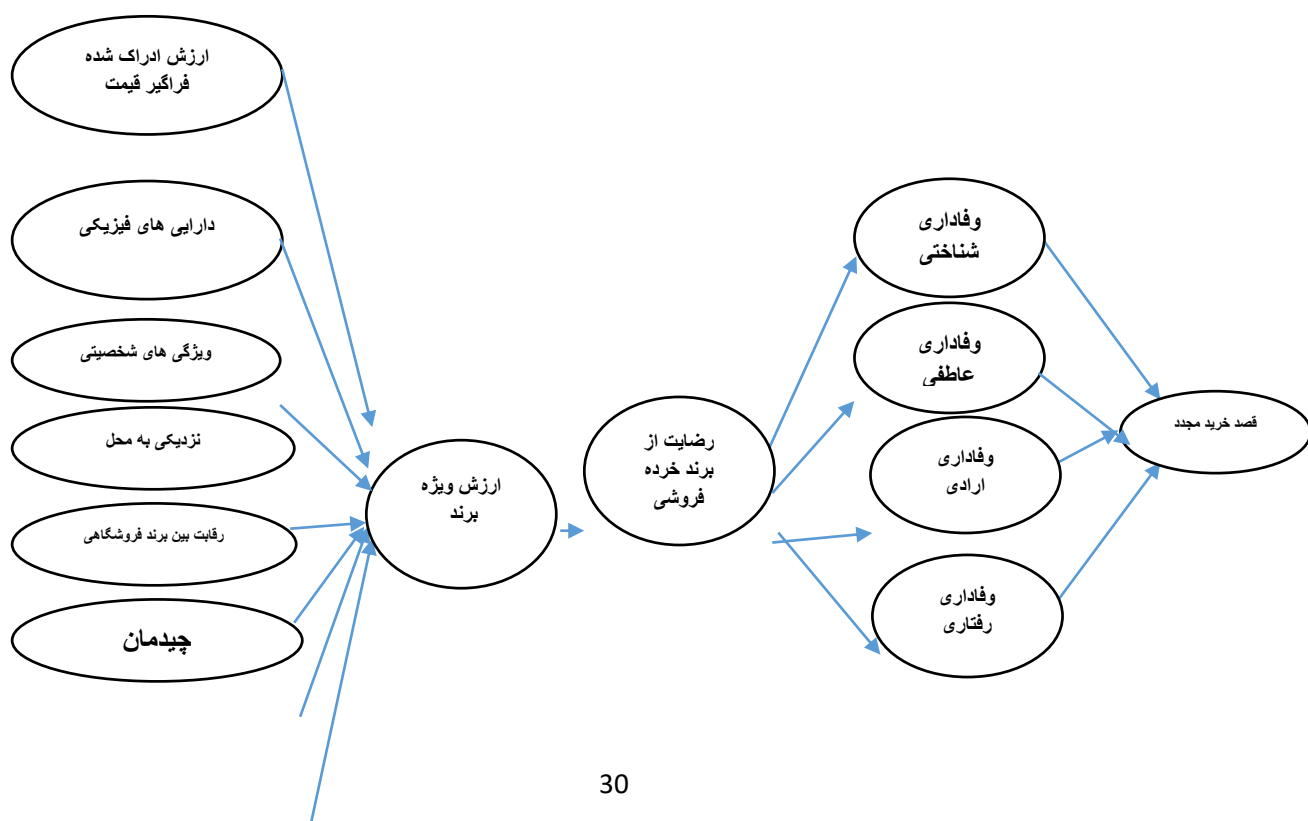 ارزش ادراک شده
فراگیر قیمت
دارایی های فیزیکی
ویژگی های شخصیتی
نزدیکی به محل
رقابت بین برند فروشگاهی
چیدمان
ارزش ویژه
برند
رضایت از
برند خرده
فروشی
وفاداری
شناختی
وفاداری
عاطفی
وفاداری
ارادی
وفاداری
رفتاری
قصد خرید مجدد
30